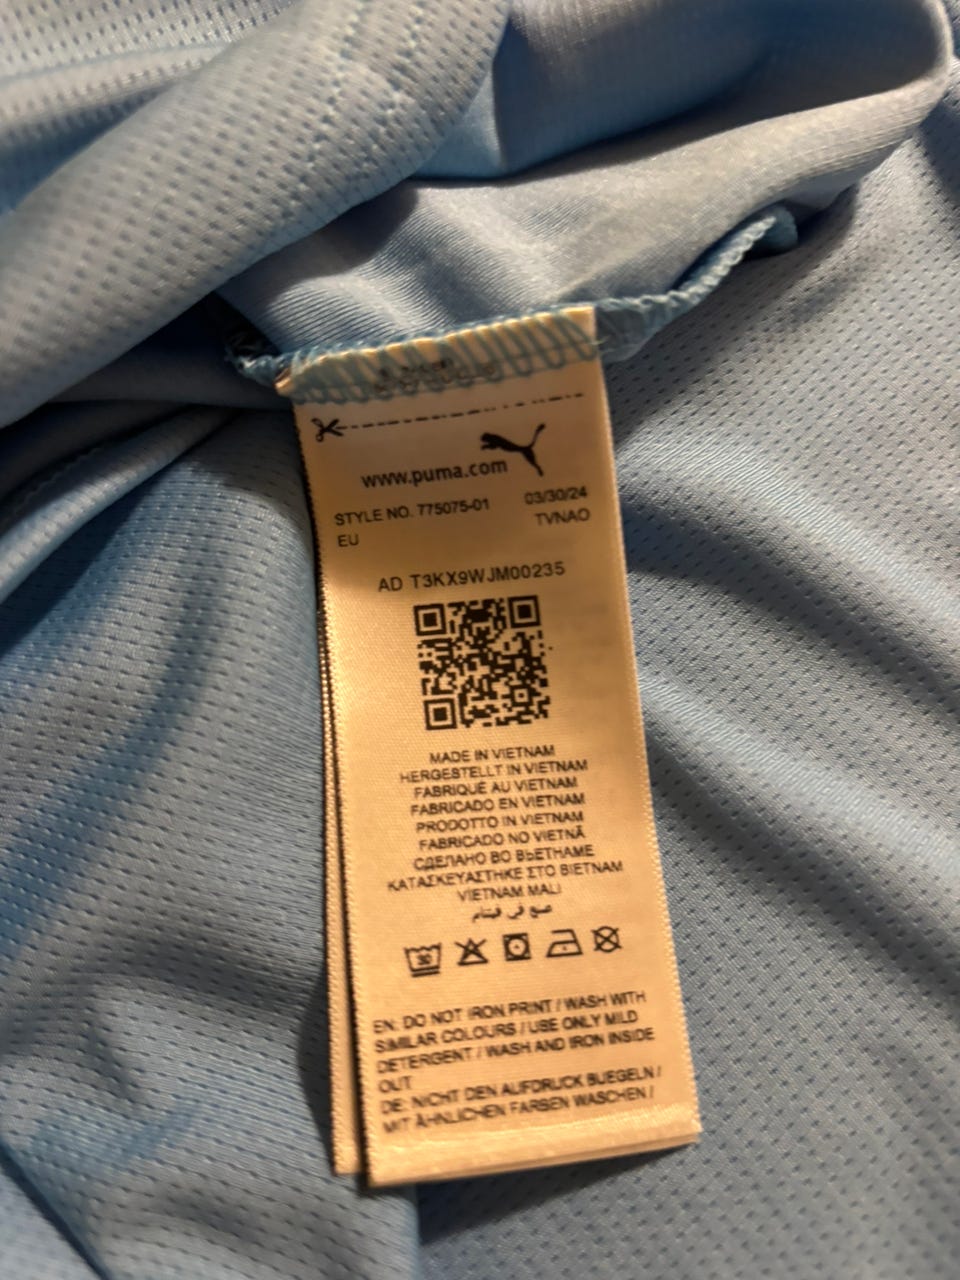 www.puma.com
STYLE NO. 775075-01 03/30/24
EU TVNAO
AD T3KX9WJM00235
MADE IN VIETNAM
HERGESTELLT IN VIETNAM
FABRIQUÉ AU VIETNAM
FABRICADO EN VIETNAM
PRODOTTO IN VIETNAM
FABRICADO NO VIETNÃ
СДЕЛАНО ВО ВЬЕТНАМЕ
ΚΑΤΑΣΚΕΥΑΣΤΗΚΕ ΣΤΟ ΒΙΕΤΝΑΜ
VİETNAM MALI
صنع في فيتنام
30
EN: DO NOT IRON PRINT / WASH WITH
SIMILAR COLOURS / USE ONLY MILD
DETERGENT / WASH AND IRON INSIDE
OUT
DE: NICHT DEN AUFDRUCK BUEGELN /
MIT ÄHNLICHEN FARBEN WASCHEN /